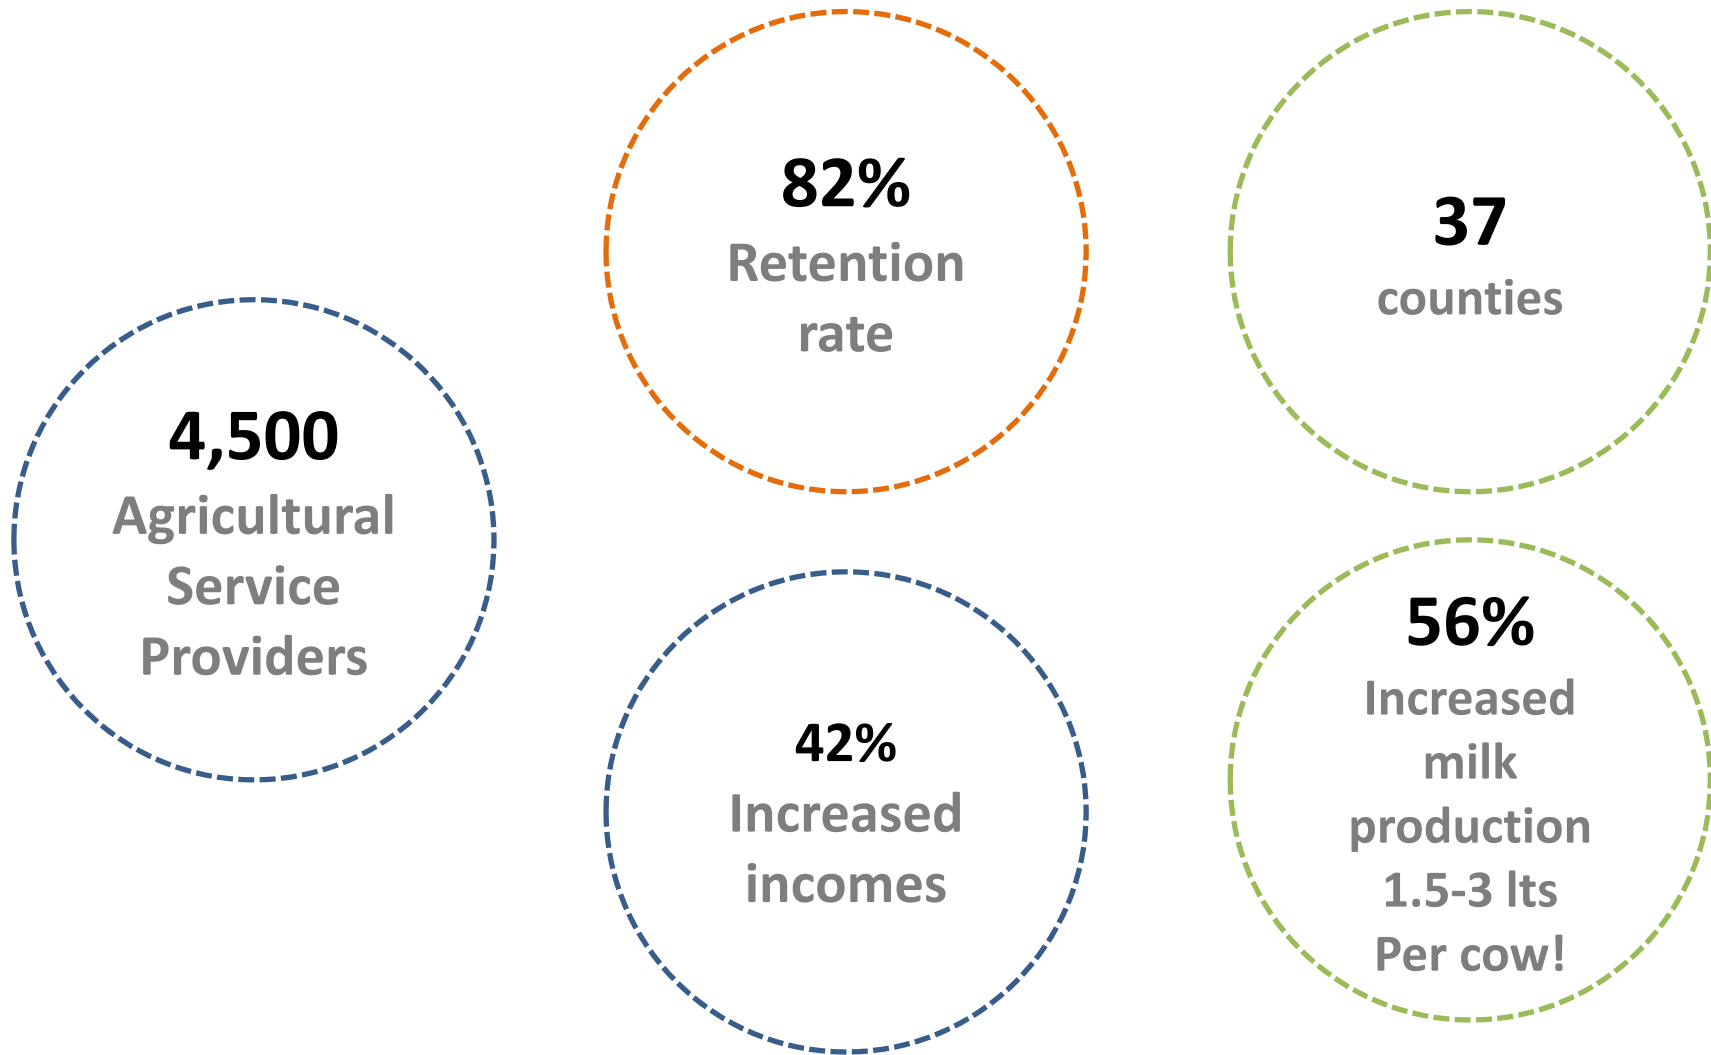 4,500
Agricultural
Service
Providers
82%
Retention
rate
42%
Increased
incomes
37
counties
56%
Increased
milk
production
1.5-3 lts
Per cow!